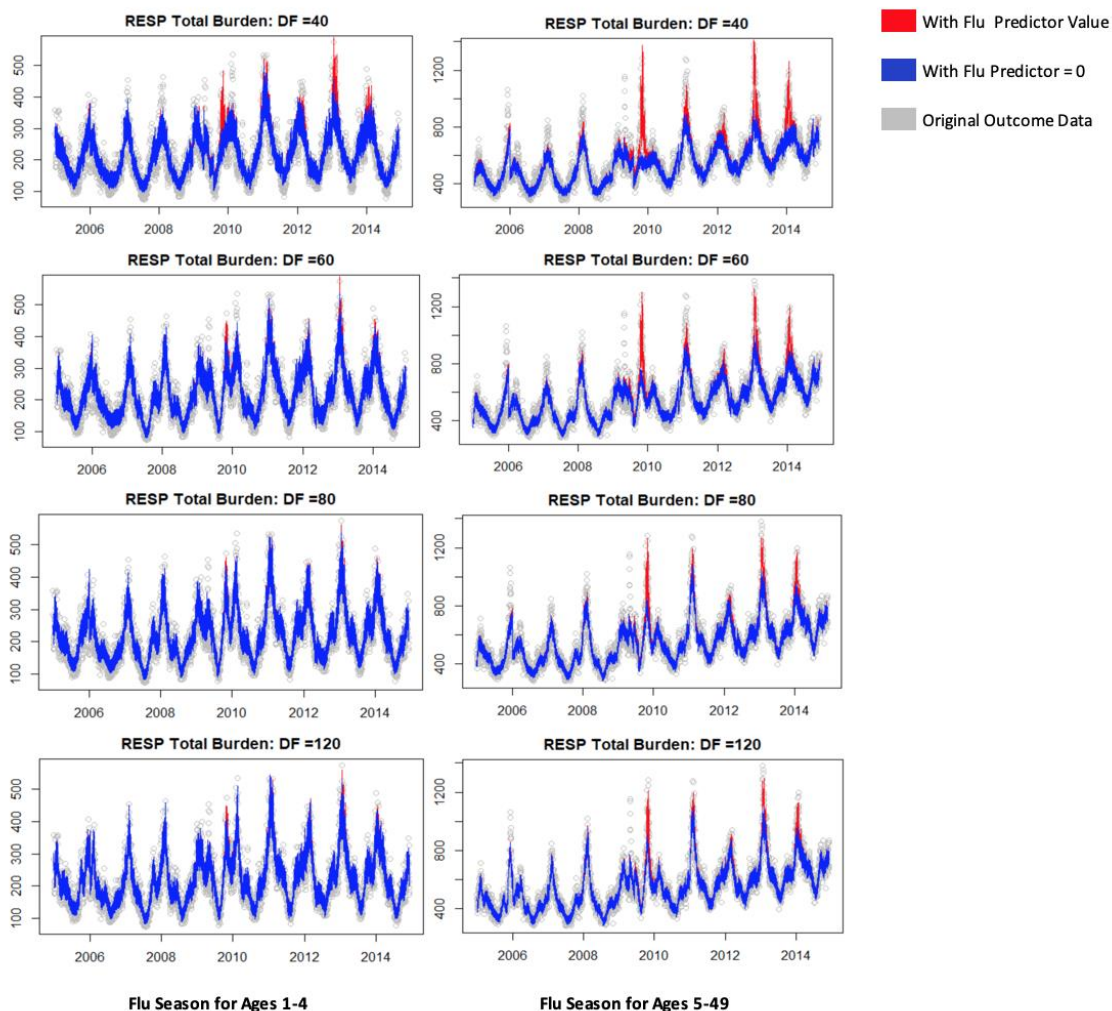 RESP Total Burden: DF =40
RESP Total Burden: DF =40
With Flu Predictor Value
With Flu Predictor = 0
Original Outcome Data
100 200 300 400 500
400 800 1200
2006 2008 2010 2012 2014
2006 2008 2010 2012 2014
RESP Total Burden: DF =60
RESP Total Burden: DF =60
100 200 300 400 500
400 800 1200
2006 2008 2010 2012 2014
2006 2008 2010 2012 2014
RESP Total Burden: DF =80
RESP Total Burden: DF =80
100 200 300 400 500
400 800 1200
2006 2008 2010 2012 2014
2006 2008 2010 2012 2014
RESP Total Burden: DF =120
RESP Total Burden: DF =120
100 200 300 400 500
400 800 1200
2006 2008 2010 2012 2014
2006 2008 2010 2012 2014
Flu Season for Ages 1-4
Flu Season for Ages 5-49